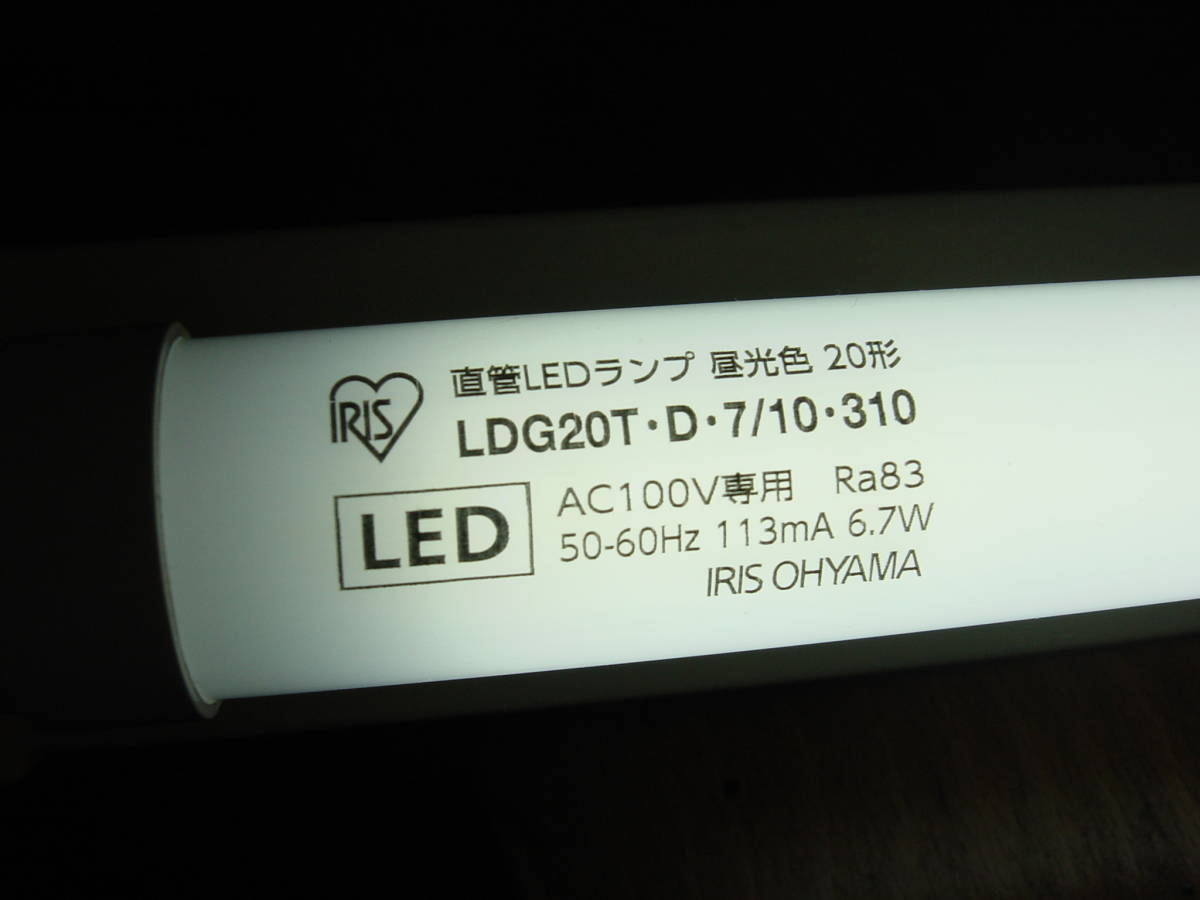 IRIS
直管LEDランプ 昼光色 20形
LDG20T・D・7/10・310
LED
AC100V専用 Ra83
50-60Hz 113mA 6.7W
IRIS OHYAMA